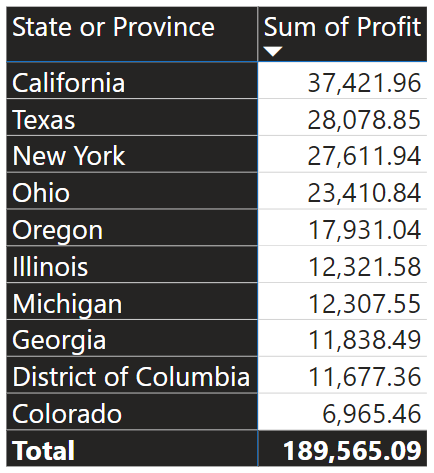 State or Province Sum of Profit
California 37,421.96
Texas 28,078.85
New York 27,611.94
Ohio 23,410.84
Oregon 17,931.04
Illinois 12,321.58
Michigan 12,307.55
Georgia 11,838.49
District of Columbia 11,677.36
Colorado 6,965.46
Total 189,565.09